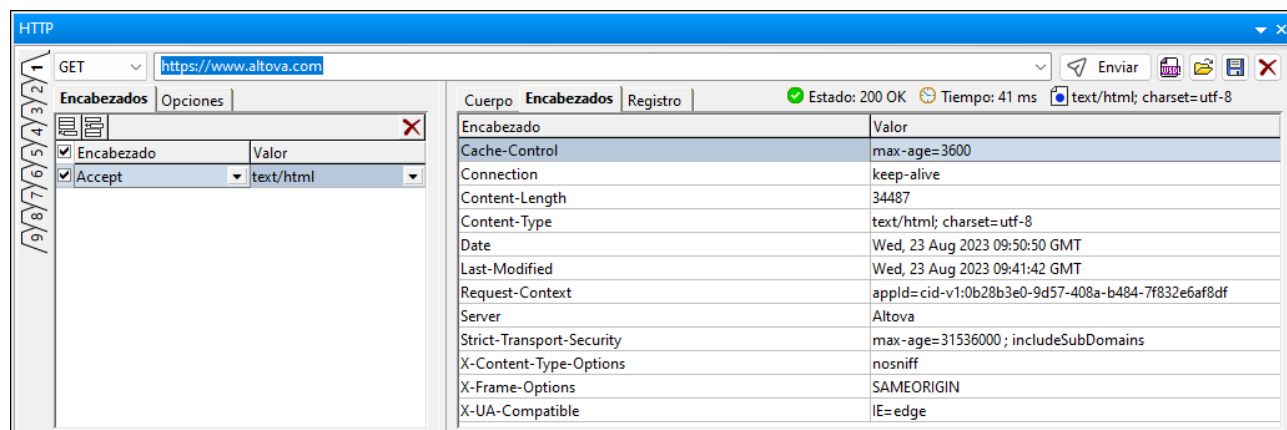 HTTP
GET https://www.altova.com Enviar
Encabezados Opciones
Cuerpo Encabezados Registro Estado: 200 OK Tiempo: 41 ms text/html; charset=utf-8
1
2
3
4
5
6
7
8
9
Encabezado Valor
Accept text/html
Encabezado Valor
Cache-Control max-age=3600
Connection keep-alive
Content-Length 34487
Content-Type text/html; charset=utf-8
Date Wed, 23 Aug 2023 09:50:50 GMT
Last-Modified Wed, 23 Aug 2023 09:41:42 GMT
Request-Context appId=cid-v1:0b28b3e0-9d57-408a-b484-7f832e6af8df
Server Altova
Strict-Transport-Security max-age=31536000 ; includeSubDomains
X-Content-Type-Options nosniff
X-Frame-Options SAMEORIGIN
X-UA-Compatible IE=edge